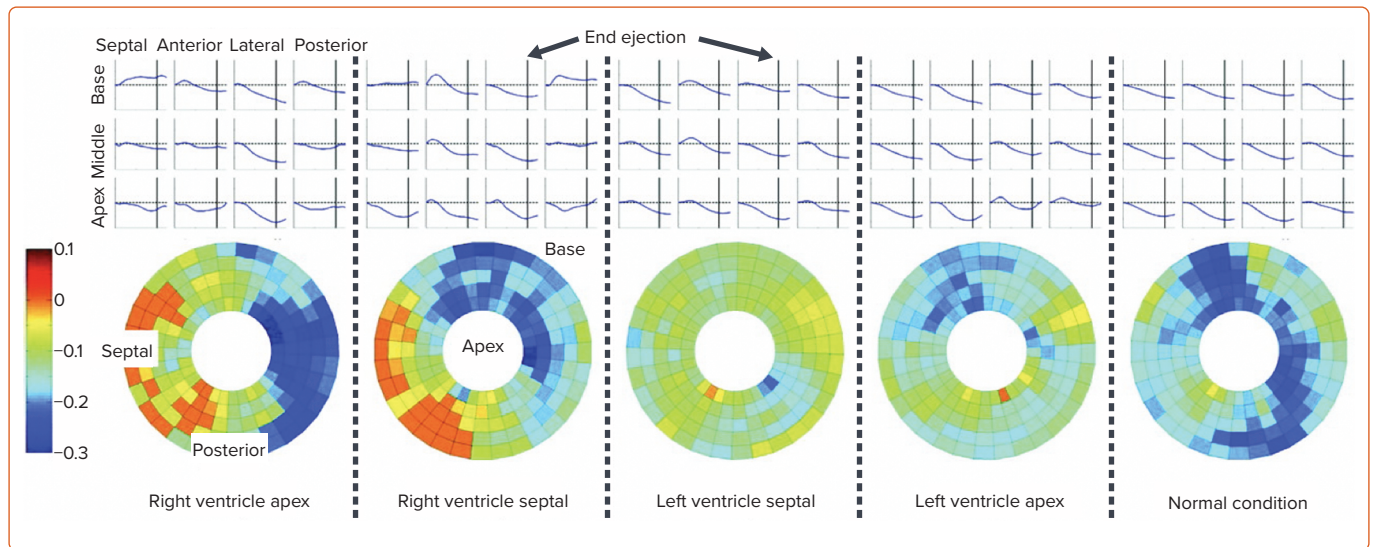 End ejection
Septal Anterior Lateral Posterior
Base
Middle
Apex
Base
0.1
0
Septal
Apex
−0.1
−0.2
Posterior
−0.3
Right ventricle apex
Right ventricle septal
Left ventricle septal
Left ventricle apex
Normal condition